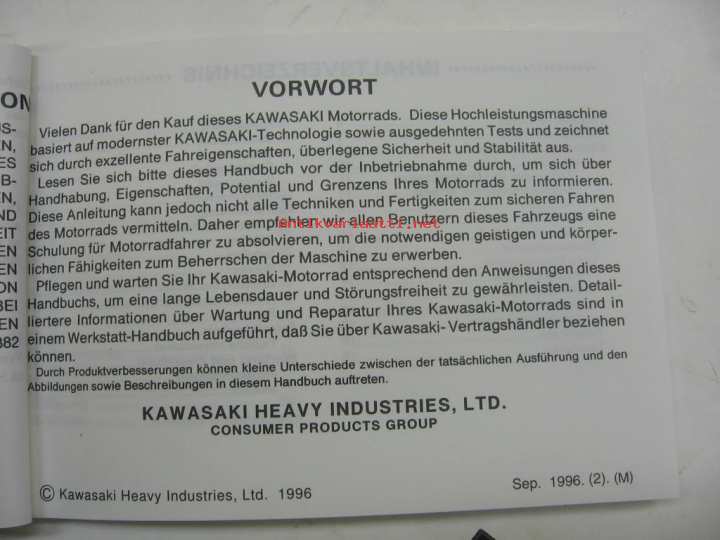 VORWORT
Vielen Dank für den Kauf dieses KAWASAKI Motorrads. Diese Hochleistungsmaschine
basiert auf modernster KAWASAKI-Technologie sowie ausgedehnten Tests und zeichnet
sich durch exzellente Fahreigenschaften, überlegene Sicherheit und Stabilität aus.
Lesen Sie sich bitte dieses Handbuch vor der Inbetriebnahme durch, um sich über
Handhabung, Eigenschaften, Potential und Grenzens Ihres Motorrads zu informieren.
Diese Anleitung kann jedoch nicht alle Techniken und Fertigkeiten zum sicheren Fahren
des Motorrads vermitteln. Daher empfehlen wir allen Benutzern dieses Fahrzeugs eine
Schulung für Motorradfahrer zu absolvieren, um die notwendigen geistigen und körper-
lichen Fähigkeiten zum Beherrschen der Maschine zu erwerben.
Pflegen und warten Sie Ihr Kawasaki-Motorrad entsprechend den Anweisungen dieses
Handbuchs, um eine lange Lebensdauer und Störungsfreiheit zu gewährleisten. Detail-
liertere Informationen über Wartung und Reparatur Ihres Kawasaki-Motorrads sind in
einem Werkstatt-Handbuch aufgeführt, daß Sie über Kawasaki- Vertragshändler beziehen
können.
Durch Produktverbesserungen können kleine Unterschiede zwischen der tatsächlichen Ausführung und den
Abbildungen sowie Beschreibungen in diesem Handbuch auftreten.
KAWASAKI HEAVY INDUSTRIES, LTD.
CONSUMER PRODUCTS GROUP
© Kawasaki Heavy Industries, Ltd. 1996
Sep. 1996. (2). (M)